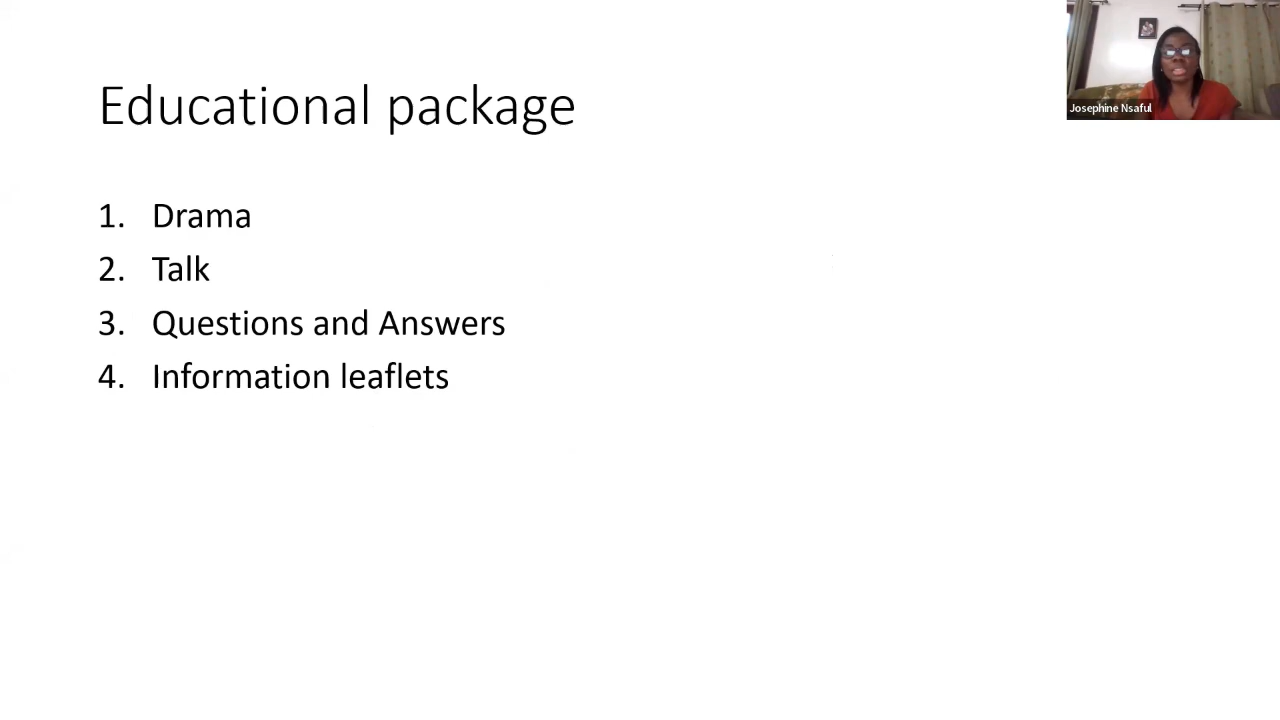 Educational package
Josephine Nsaful
1. Drama
2. Talk
3. Questions and Answers
4. Information leaflets